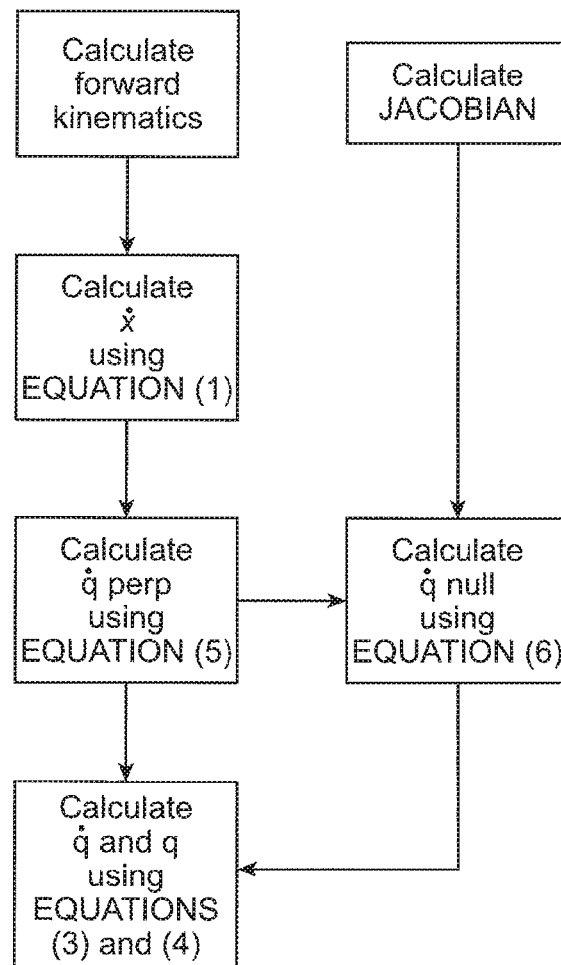 Calculate
forward
kinematics
Calculate
JACOBIAN
Calculate
ẋ
using
EQUATION (1)
Calculate
q̇ perp
using
EQUATION (5)
Calculate
q̇ null
using
EQUATION (6)
Calculate
q̇ and q
using
EQUATIONS
(3) and (4)